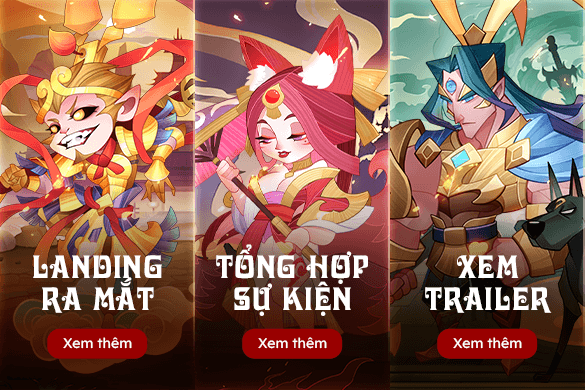 LANDING
RA MẮT
Xem thêm
TỔNG HỢP
SỰ KIỆN
Xem thêm
XEM
TRAILER
Xem thêm